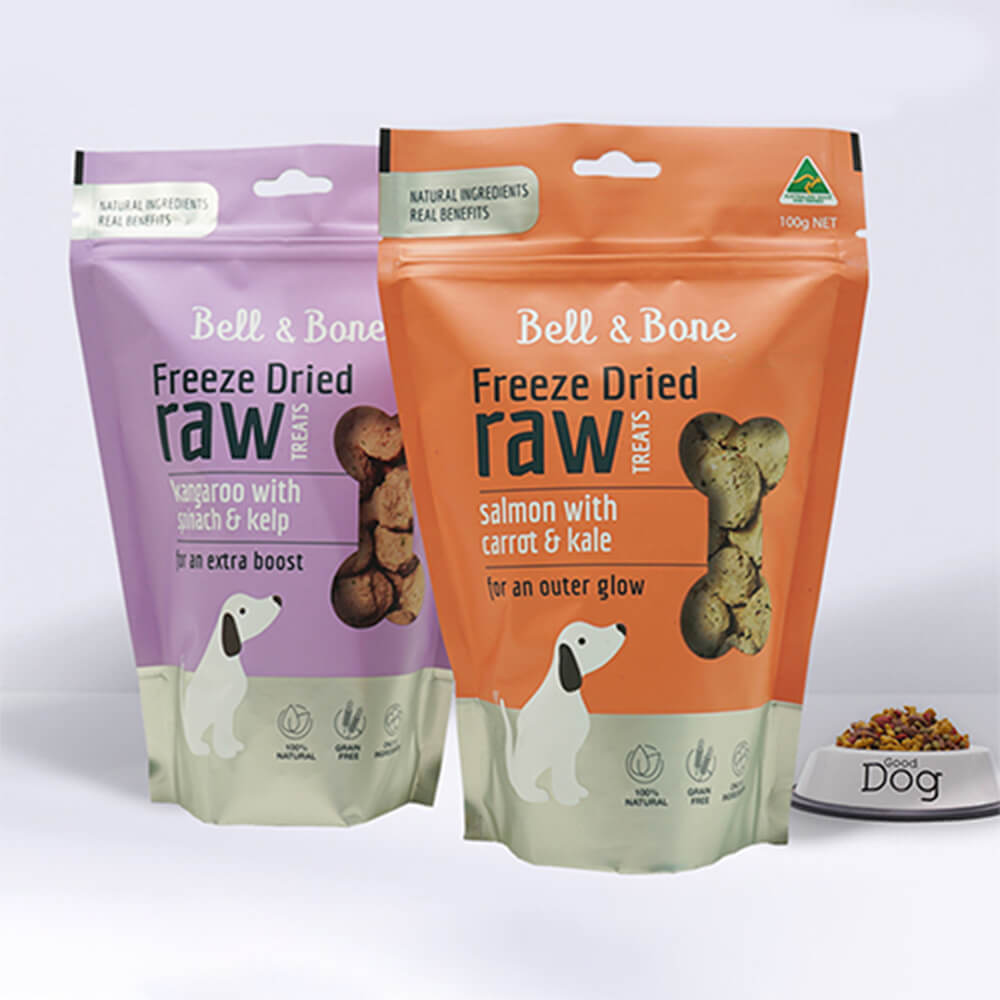 NATURAL INGREDIENTS
REAL BENEFITS
Bell & Bone
Freeze Dried
raw
TREATS
kangaroo with
spinach & kelp
for an extra boost
100%
NATURAL
GRAIN
FREE
NATURAL INGREDIENTS
REAL BENEFITS
100g NET
Bell & Bone
Freeze Dried
raw
TREATS
salmon with
carrot & kale
for an outer glow
100%
NATURAL
GRAIN
FREE
Good
Dog